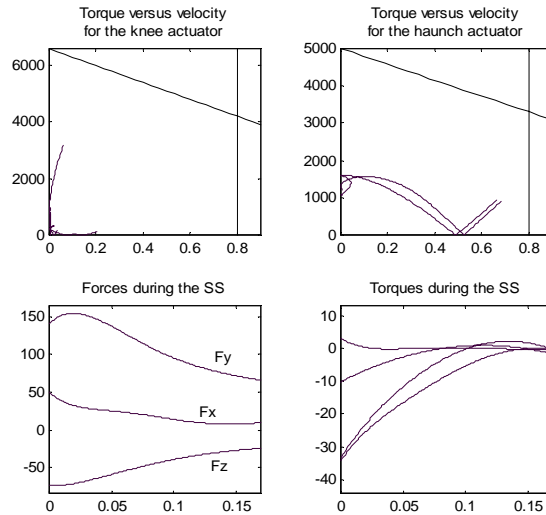 Torque versus velocity
for the knee actuator
Torque versus velocity
for the haunch actuator
6000
4000
2000
0
0 0.2 0.4 0.6 0.8
5000
4000
3000
2000
1000
0
0 0.2 0.4 0.6 0.8
Forces during the SS
Torques during the SS
150
100
50
0
-50
Fy
Fx
Fz
0 0.05 0.1 0.15
10
0
-10
-20
-30
-40
0 0.05 0.1 0.15